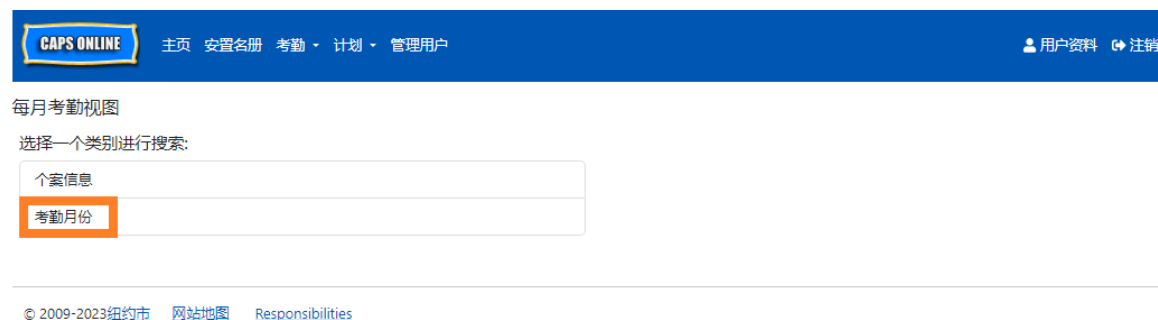 CAPS ONLINE 主页 安置名册 考勤 计划 管理用户 用户资料 注销
每月考勤视图
选择一个类别进行搜索:
个案信息
考勤月份
© 2009-2023纽约市 网站地图 Responsibilities